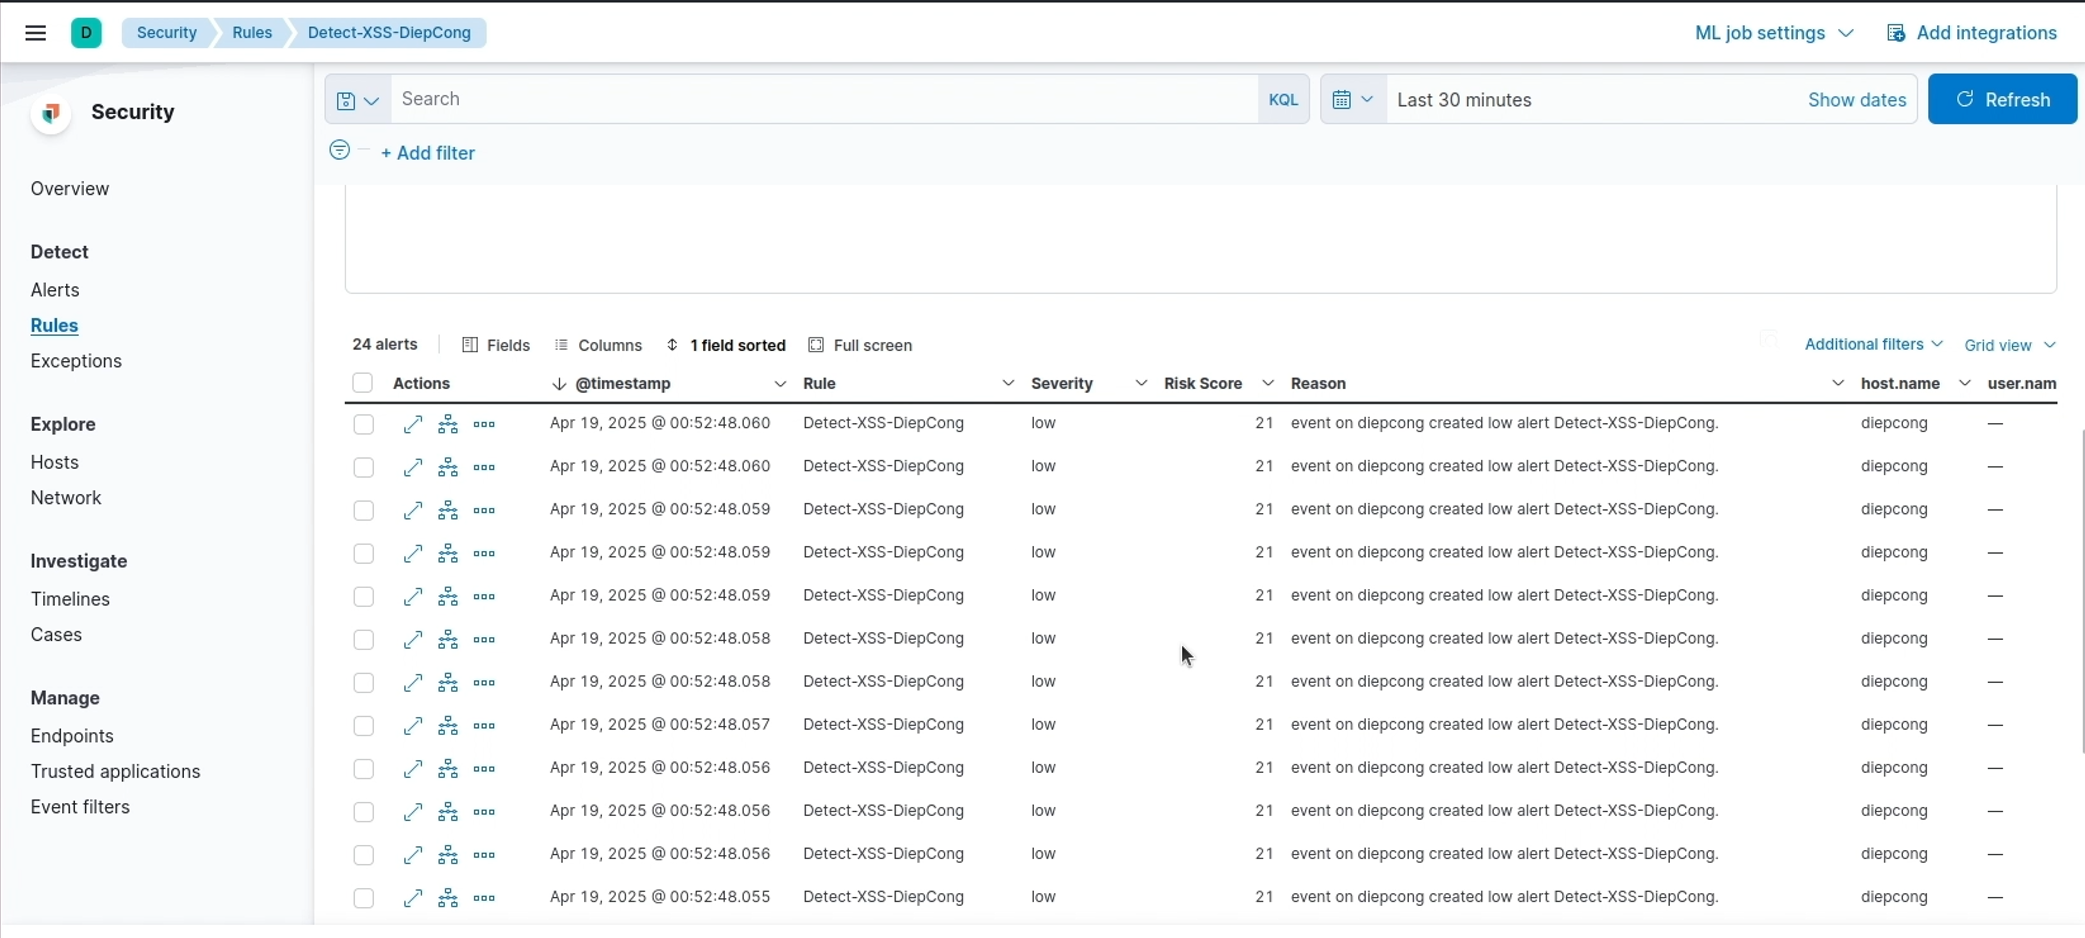 D Security Rules Detect-XSS-DiepCong ML job settings Add integrations
Security
Overview
Detect
Alerts
Rules
Exceptions
Explore
Hosts
Network
Investigate
Timelines
Cases
Manage
Endpoints
Trusted applications
Event filters
Search KQL Last 30 minutes Show dates Refresh
+ Add filter
24 alerts Fields Columns 1 field sorted Full screen Additional filters Grid view
Actions @timestamp Rule Severity Risk Score Reason host.name user.nam
Apr 19, 2025 @ 00:52:48.060 Detect-XSS-DiepCong low 21 event on diepcong created low alert Detect-XSS-DiepCong. diepcong —
Apr 19, 2025 @ 00:52:48.060 Detect-XSS-DiepCong low 21 event on diepcong created low alert Detect-XSS-DiepCong. diepcong —
Apr 19, 2025 @ 00:52:48.059 Detect-XSS-DiepCong low 21 event on diepcong created low alert Detect-XSS-DiepCong. diepcong —
Apr 19, 2025 @ 00:52:48.059 Detect-XSS-DiepCong low 21 event on diepcong created low alert Detect-XSS-DiepCong. diepcong —
Apr 19, 2025 @ 00:52:48.059 Detect-XSS-DiepCong low 21 event on diepcong created low alert Detect-XSS-DiepCong. diepcong —
Apr 19, 2025 @ 00:52:48.058 Detect-XSS-DiepCong low 21 event on diepcong created low alert Detect-XSS-DiepCong. diepcong —
Apr 19, 2025 @ 00:52:48.058 Detect-XSS-DiepCong low 21 event on diepcong created low alert Detect-XSS-DiepCong. diepcong —
Apr 19, 2025 @ 00:52:48.057 Detect-XSS-DiepCong low 21 event on diepcong created low alert Detect-XSS-DiepCong. diepcong —
Apr 19, 2025 @ 00:52:48.056 Detect-XSS-DiepCong low 21 event on diepcong created low alert Detect-XSS-DiepCong. diepcong —
Apr 19, 2025 @ 00:52:48.056 Detect-XSS-DiepCong low 21 event on diepcong created low alert Detect-XSS-DiepCong. diepcong —
Apr 19, 2025 @ 00:52:48.056 Detect-XSS-DiepCong low 21 event on diepcong created low alert Detect-XSS-DiepCong. diepcong —
Apr 19, 2025 @ 00:52:48.055 Detect-XSS-DiepCong low 21 event on diepcong created low alert Detect-XSS-DiepCong. diepcong —